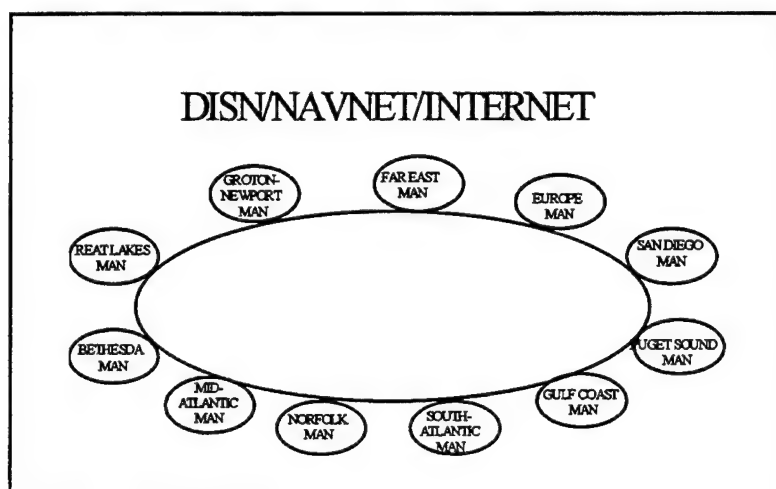 DISN/NAVNET/INTERNET
GROTON-
NEWPORT
MAN
FAR EAST
MAN
EUROPE
MAN
REAT LAKES
MAN
SAN DIEGO
MAN
BETHESDA
MAN
PUGET SOUND
MAN
MID-
ATLANTIC
MAN
NORFOLK
MAN
SOUTH-
ATLANTIC
MAN
GULF COAST
MAN